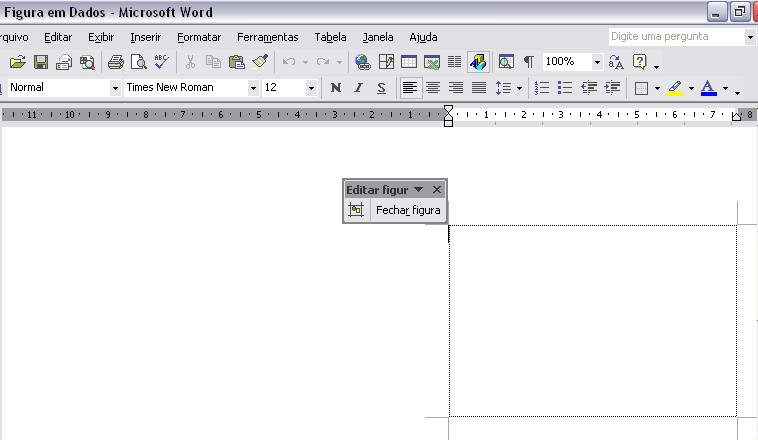 Figura em Dados - Microsoft Word
rquivo Editar Exibir Inserir Formatar Ferramentas Tabela Janela Ajuda Digite uma pergunta
100%
Normal Times New Roman 12 N I S
11 10 9 8 7 6 5 4 3 2 1 1 2 3 4 5 6 7 8
Editar figur
Fechar figura